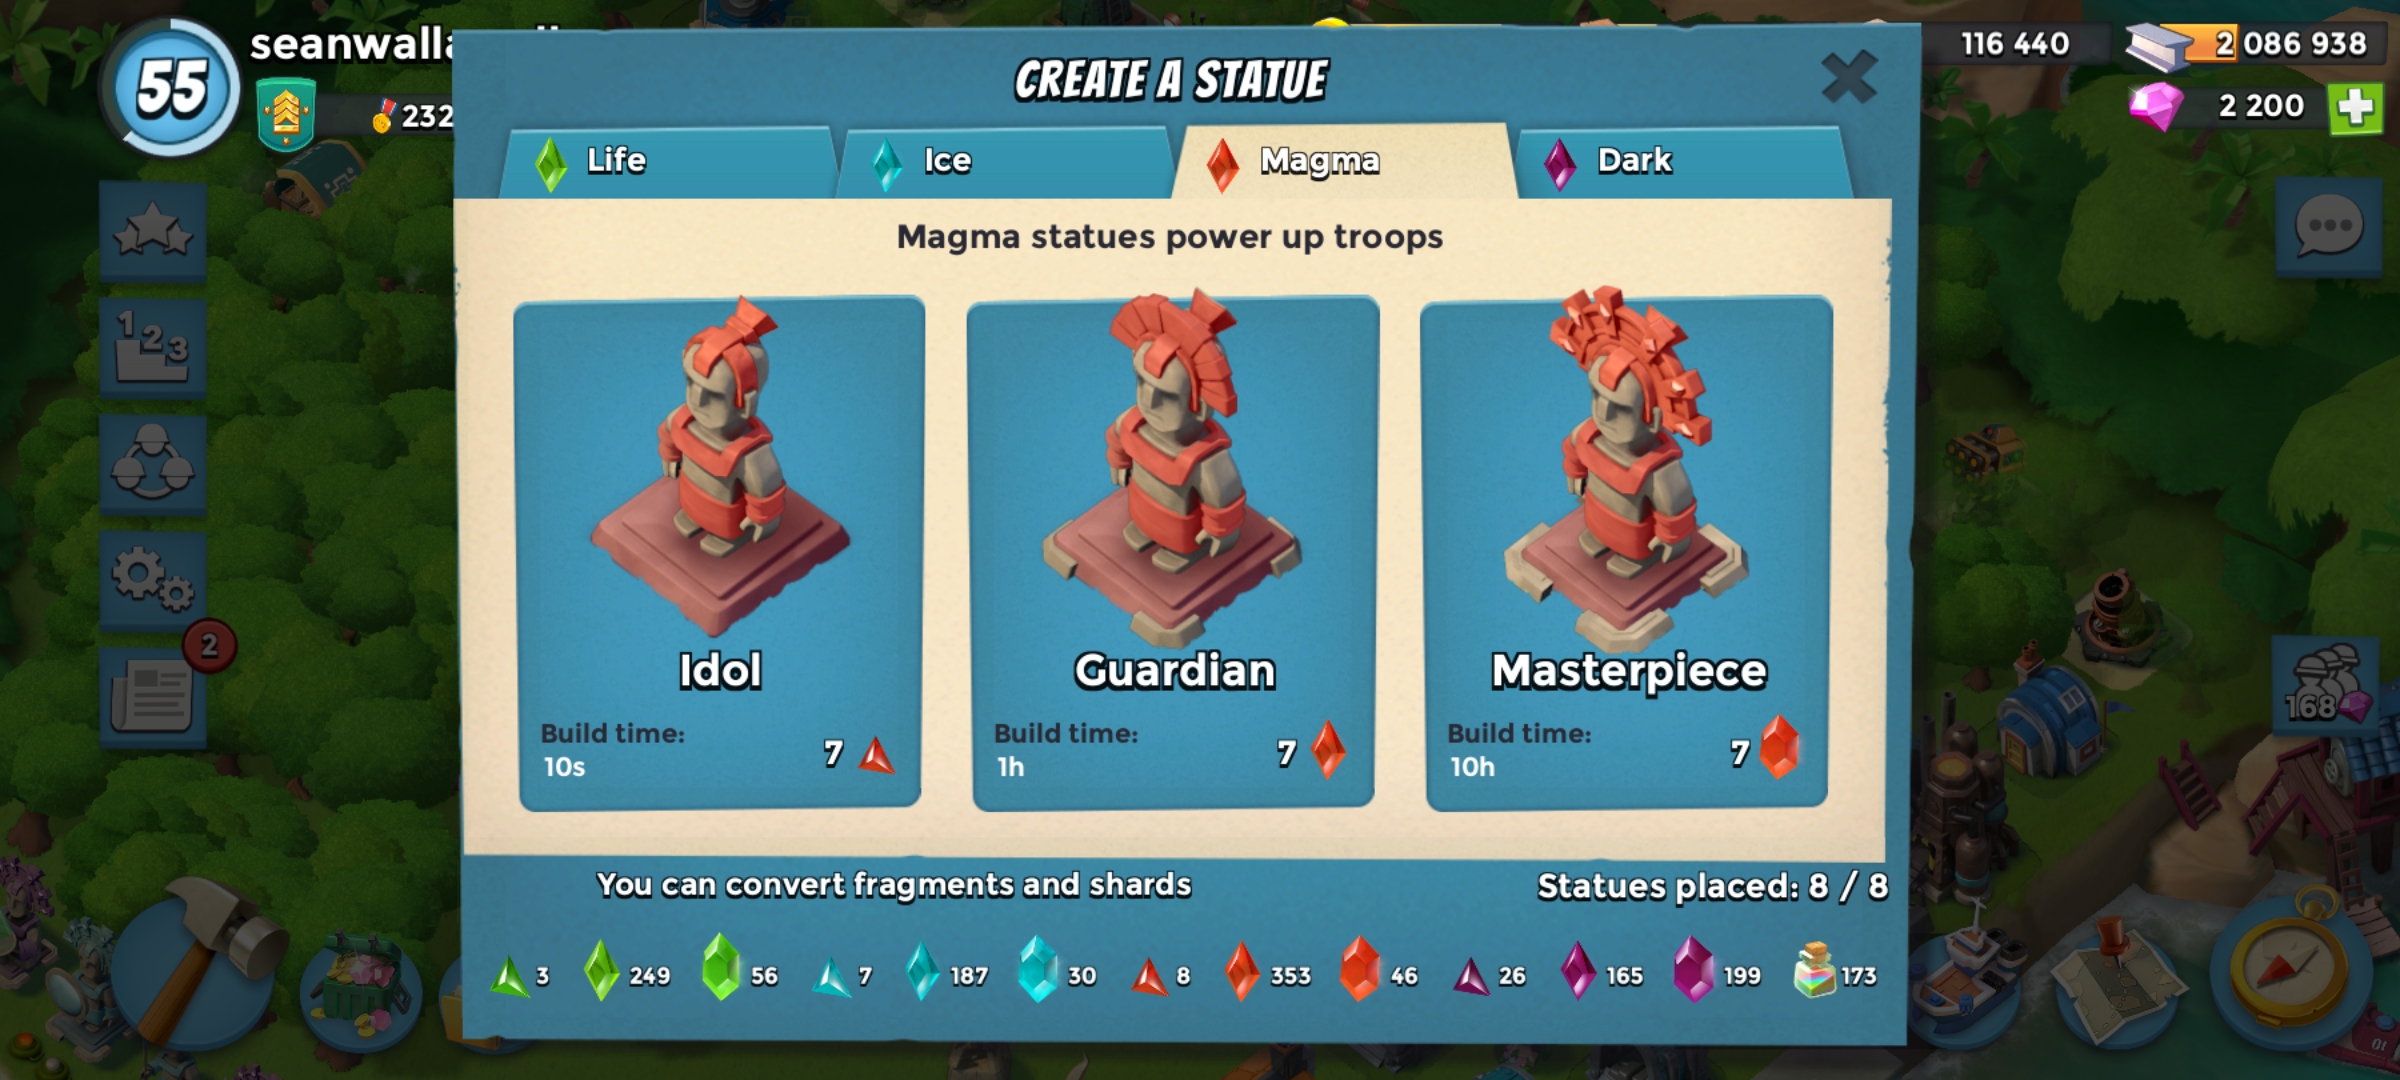 55
232
CREATE A STATUE
116 440
2 086 938
2 200
Life
Ice
Magma
Dark
Magma statues power up troops
1 2 3
2
Idol
Build time:
10s
7
Guardian
Build time:
1h
7
Masterpiece
Build time:
10h
7
168
You can convert fragments and shards
Statues placed: 8 / 8
3
249
56
7
187
30
8
353
46
26
165
199
173